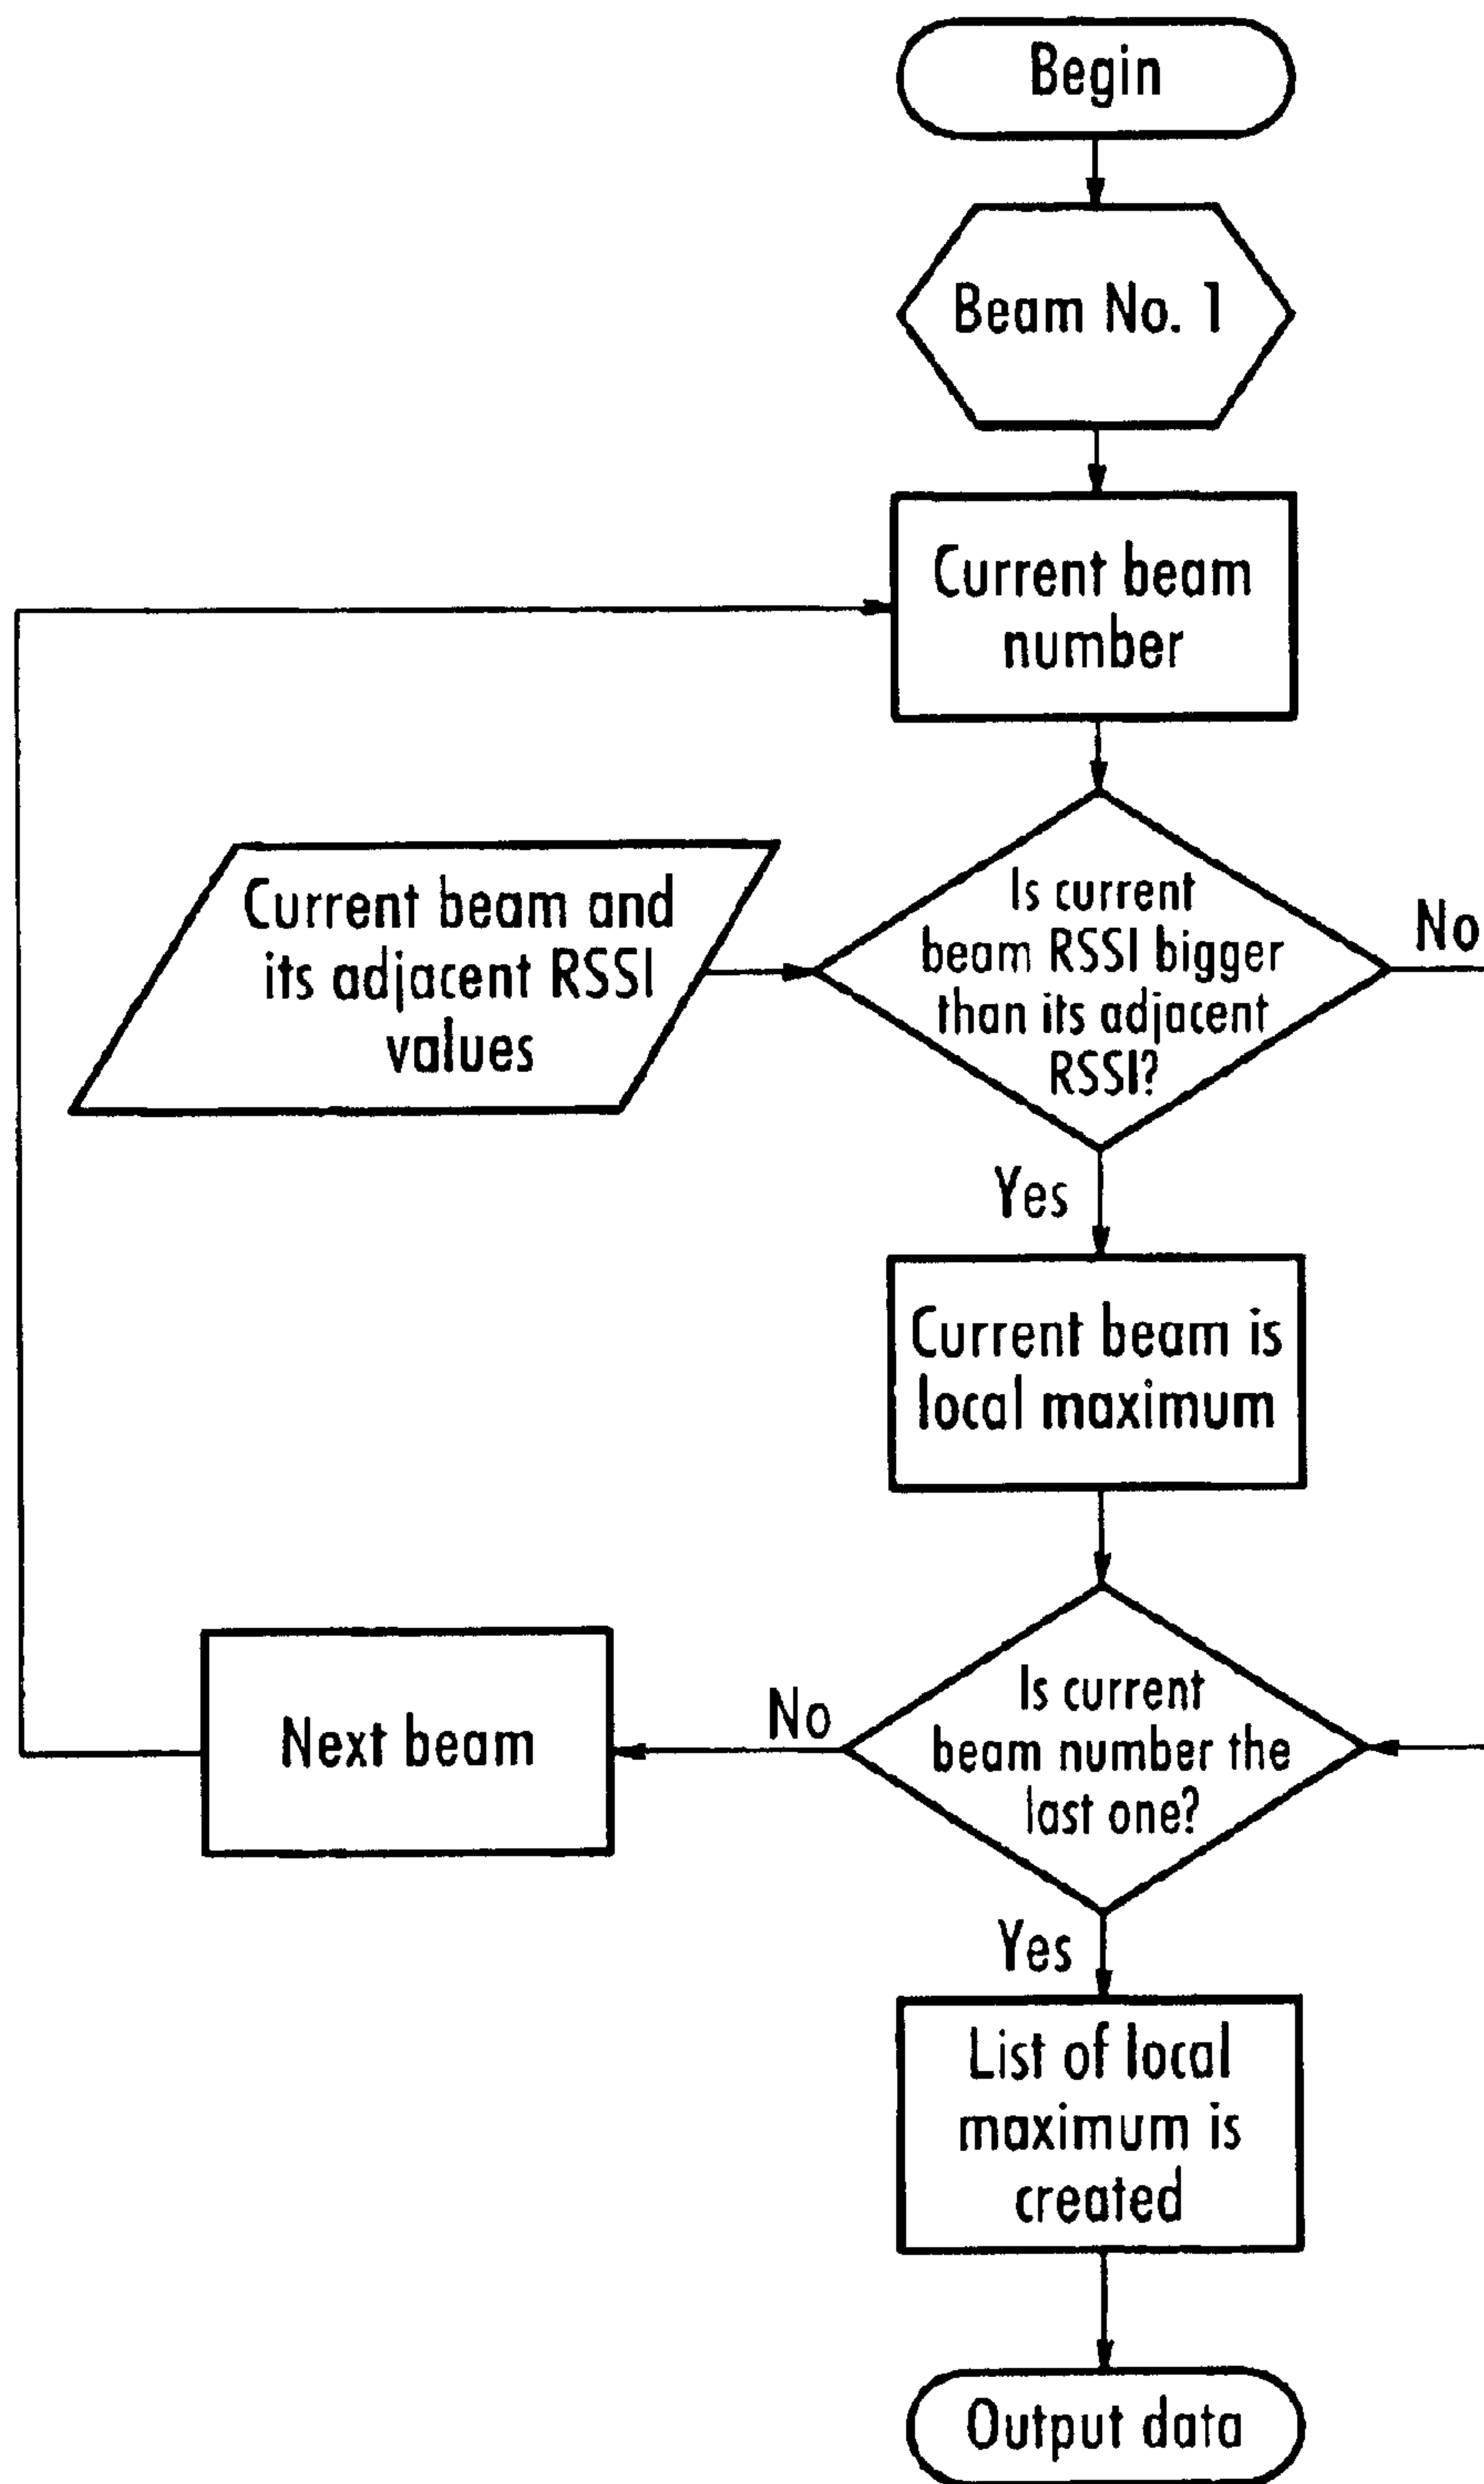 Begin
Beam No. 1
Current beam
number
Current beam and
its adjacent RSSI
values
Is current
beam RSSI bigger
than its adjacent
RSSI?
No
Yes
Current beam is
local maximum
Is current
beam number the
last one?
No
Next beam
Yes
List of local
maximum is
created
Output data